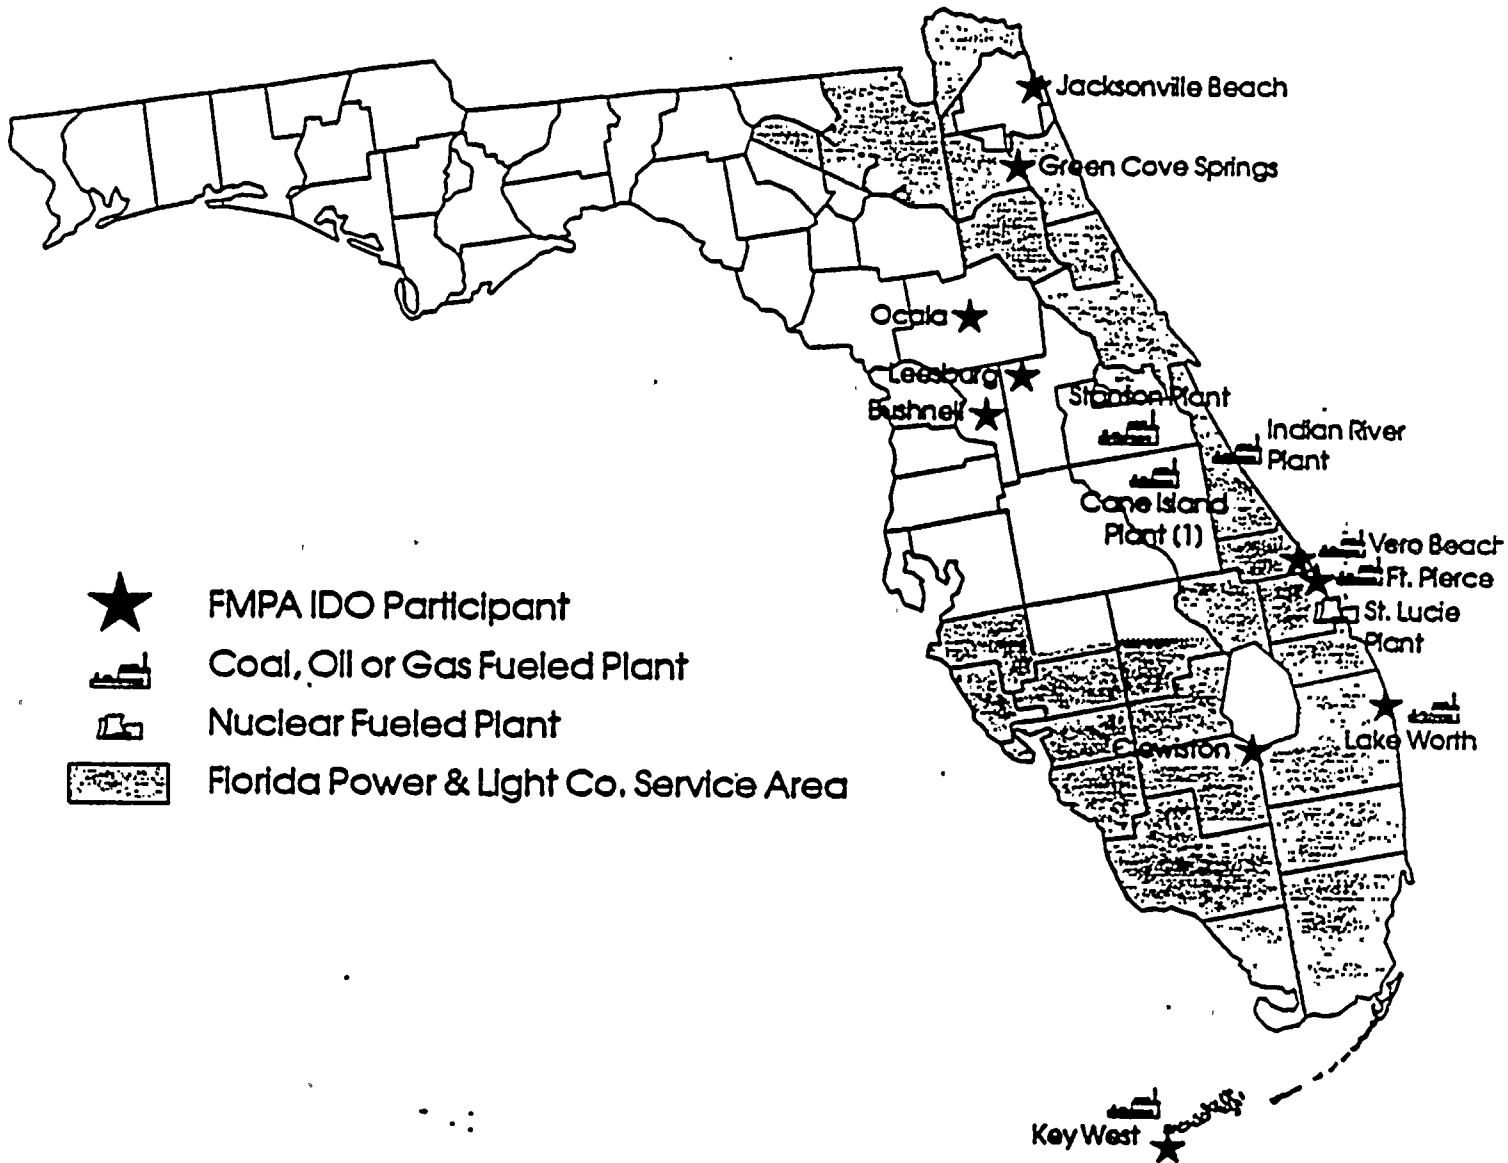 Jacksonville Beach
Green Cove Springs
Ocala
Leesburg
Bushnell
Stanton Plant
Indian River
Plant
Cane Island
Plant (1)
Vero Beach
Ft. Pierce
St. Lucie
Plant
Lake Worth
Clewiston
Key West
FMPA IDO Participant
Coal, Oil or Gas Fueled Plant
Nuclear Fueled Plant
Florida Power & Light Co. Service Area